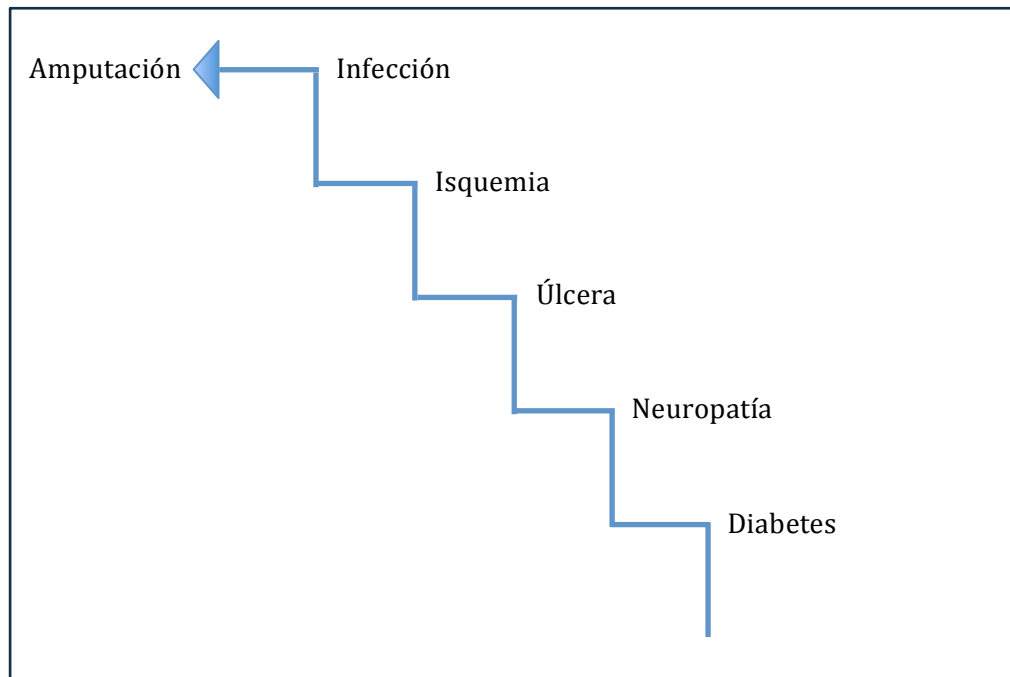 Amputación
Infección
Isquemia
Úlcera
Neuropatía
Diabetes